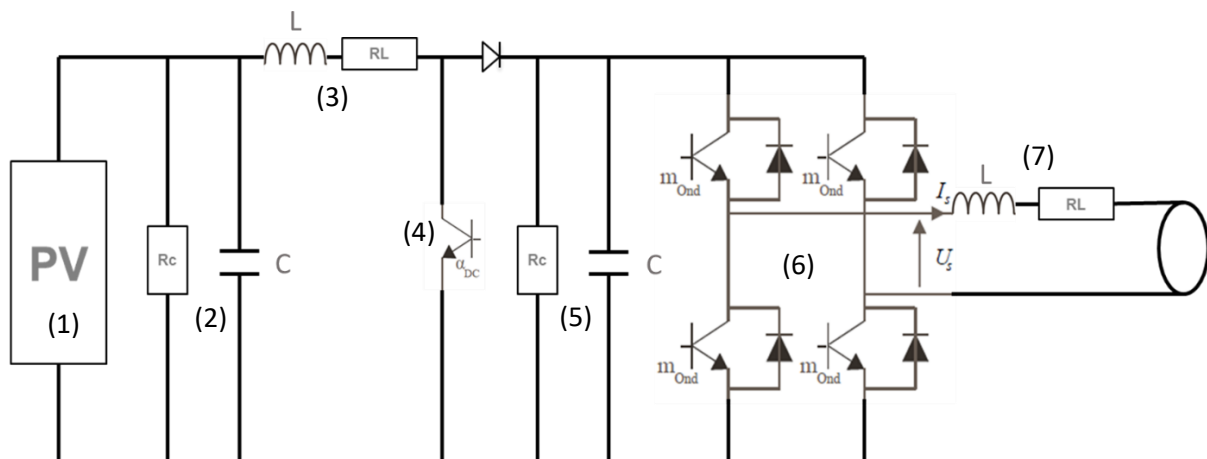 L
RL
(3)
PV
(1)
Rc
(2)
C
(4)
α_DC
Rc
(5)
C
m_Ond
m_Ond
(6)
m_Ond
m_Ond
I_s
U_s
(7)
L
RL